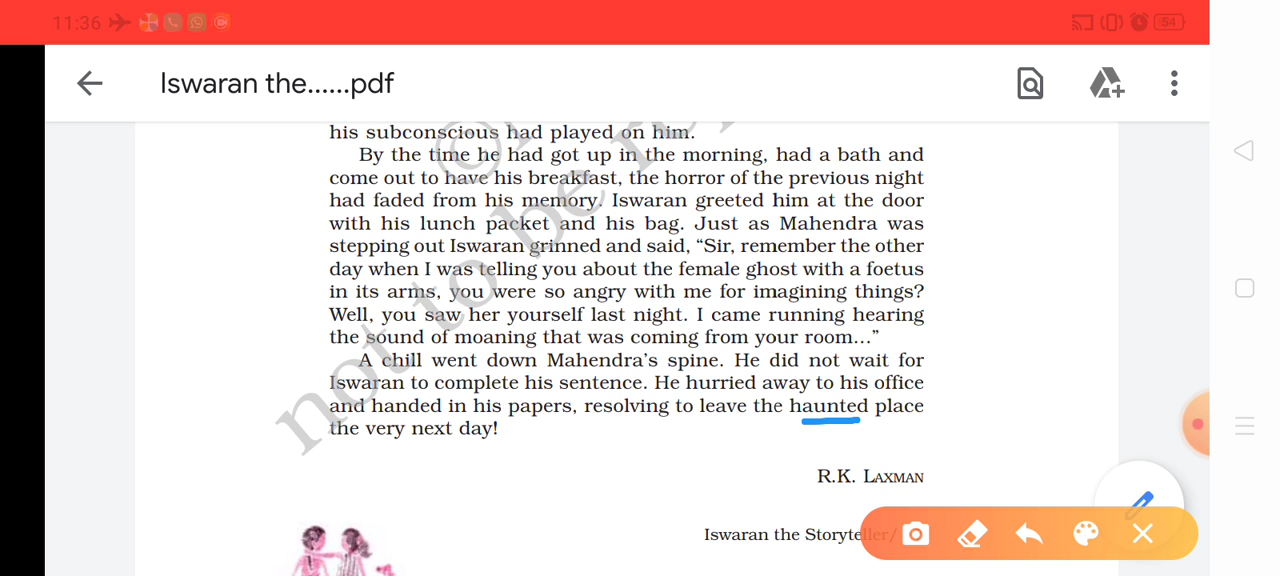 11:36
54
Iswaran the......pdf
his subconscious had played on him.
By the time he had got up in the morning, had a bath and
come out to have his breakfast, the horror of the previous night
had faded from his memory. Iswaran greeted him at the door
with his lunch packet and his bag. Just as Mahendra was
stepping out Iswaran grinned and said, “Sir, remember the other
day when I was telling you about the female ghost with a foetus
in its arms, you were so angry with me for imagining things?
Well, you saw her yourself last night. I came running hearing
the sound of moaning that was coming from your room...”
A chill went down Mahendra’s spine. He did not wait for
Iswaran to complete his sentence. He hurried away to his office
and handed in his papers, resolving to leave the haunted place
the very next day!
R.K. LAXMAN
Iswaran the Storyteller/
©
not to be